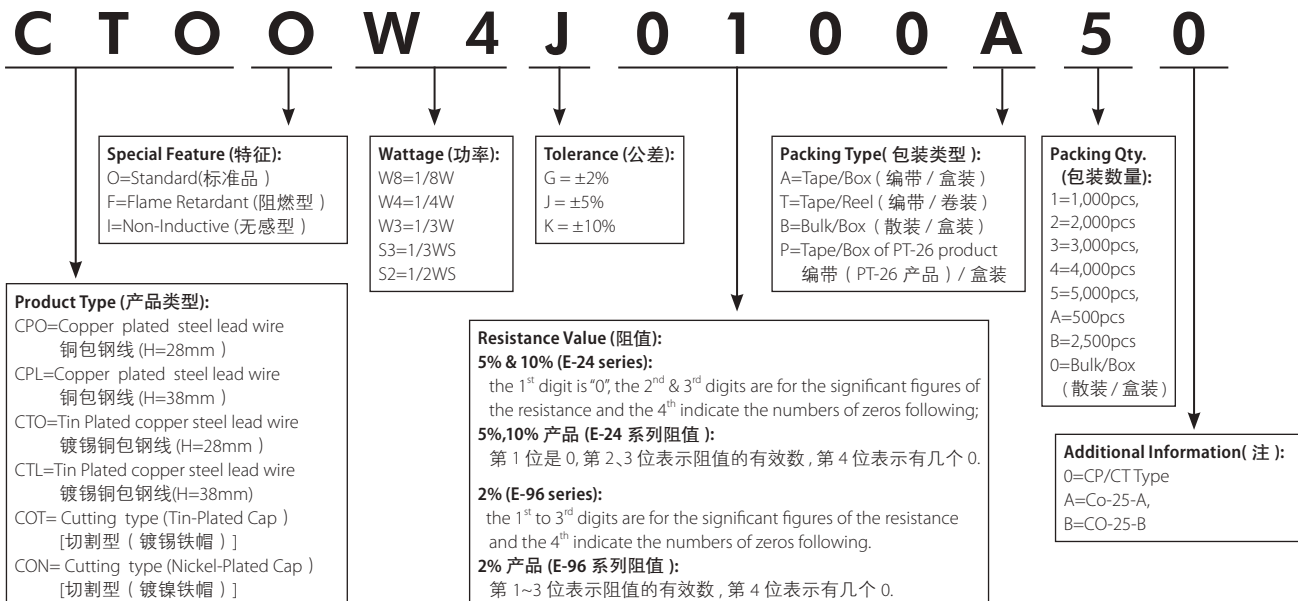 C T O O W 4 J 0 1 0 0 A 5 0
Special Feature (特征):
O=Standard(标准品 )
F=Flame Retardant (阻燃型 )
I=Non-Inductive (无感型 )
Wattage (功率):
W8=1/8W
W4=1/4W
W3=1/3W
S3=1/3WS
S2=1/2WS
Tolerance (公差):
G = ±2%
J = ±5%
K = ±10%
Packing Type( 包装类型 ):
A=Tape/Box ( 编带 / 盒装 )
T=Tape/Reel ( 编带 / 卷装 )
B=Bulk/Box ( 散装 / 盒装 )
P=Tape/Box of PT-26 product
编带 ( PT-26 产品 ) / 盒装
Packing Qty.
(包装数量):
1=1,000pcs,
2=2,000pcs
3=3,000pcs,
4=4,000pcs
5=5,000pcs,
A=500pcs
B=2,500pcs
0=Bulk/Box
( 散装 / 盒装 )
Product Type (产品类型):
CPO=Copper plated steel lead wire
铜包钢线 (H=28mm )
CPL=Copper plated steel lead wire
铜包钢线 (H=38mm)
CTO=Tin Plated copper steel lead wire
镀锡铜包钢线 (H=28mm )
CTL=Tin Plated copper steel lead wire
镀锡铜包钢线(H=38mm)
COT= Cutting type (Tin-Plated Cap )
[切割型 ( 镀锡铁帽 ) ]
CON= Cutting type (Nickel-Plated Cap )
[切割型 ( 镀镍铁帽 ) ]
Resistance Value (阻值):
5% & 10% (E-24 series):
the 1st digit is "0", the 2nd & 3rd digits are for the significant figures of
the resistance and the 4th indicate the numbers of zeros following;
5%,10% 产品 (E-24 系列阻值 ):
第 1 位是 0, 第 2、3 位表示阻值的有效数 , 第 4 位表示有几个 0.
2% (E-96 series):
the 1st to 3rd digits are for the significant figures of the resistance
and the 4th indicate the numbers of zeros following.
2% 产品 (E-96 系列阻值 ):
第 1~3 位表示阻值的有效数 , 第 4 位表示有几个 0.
Additional Information( 注 ):
0=CP/CT Type
A=Co-25-A,
B=CO-25-B